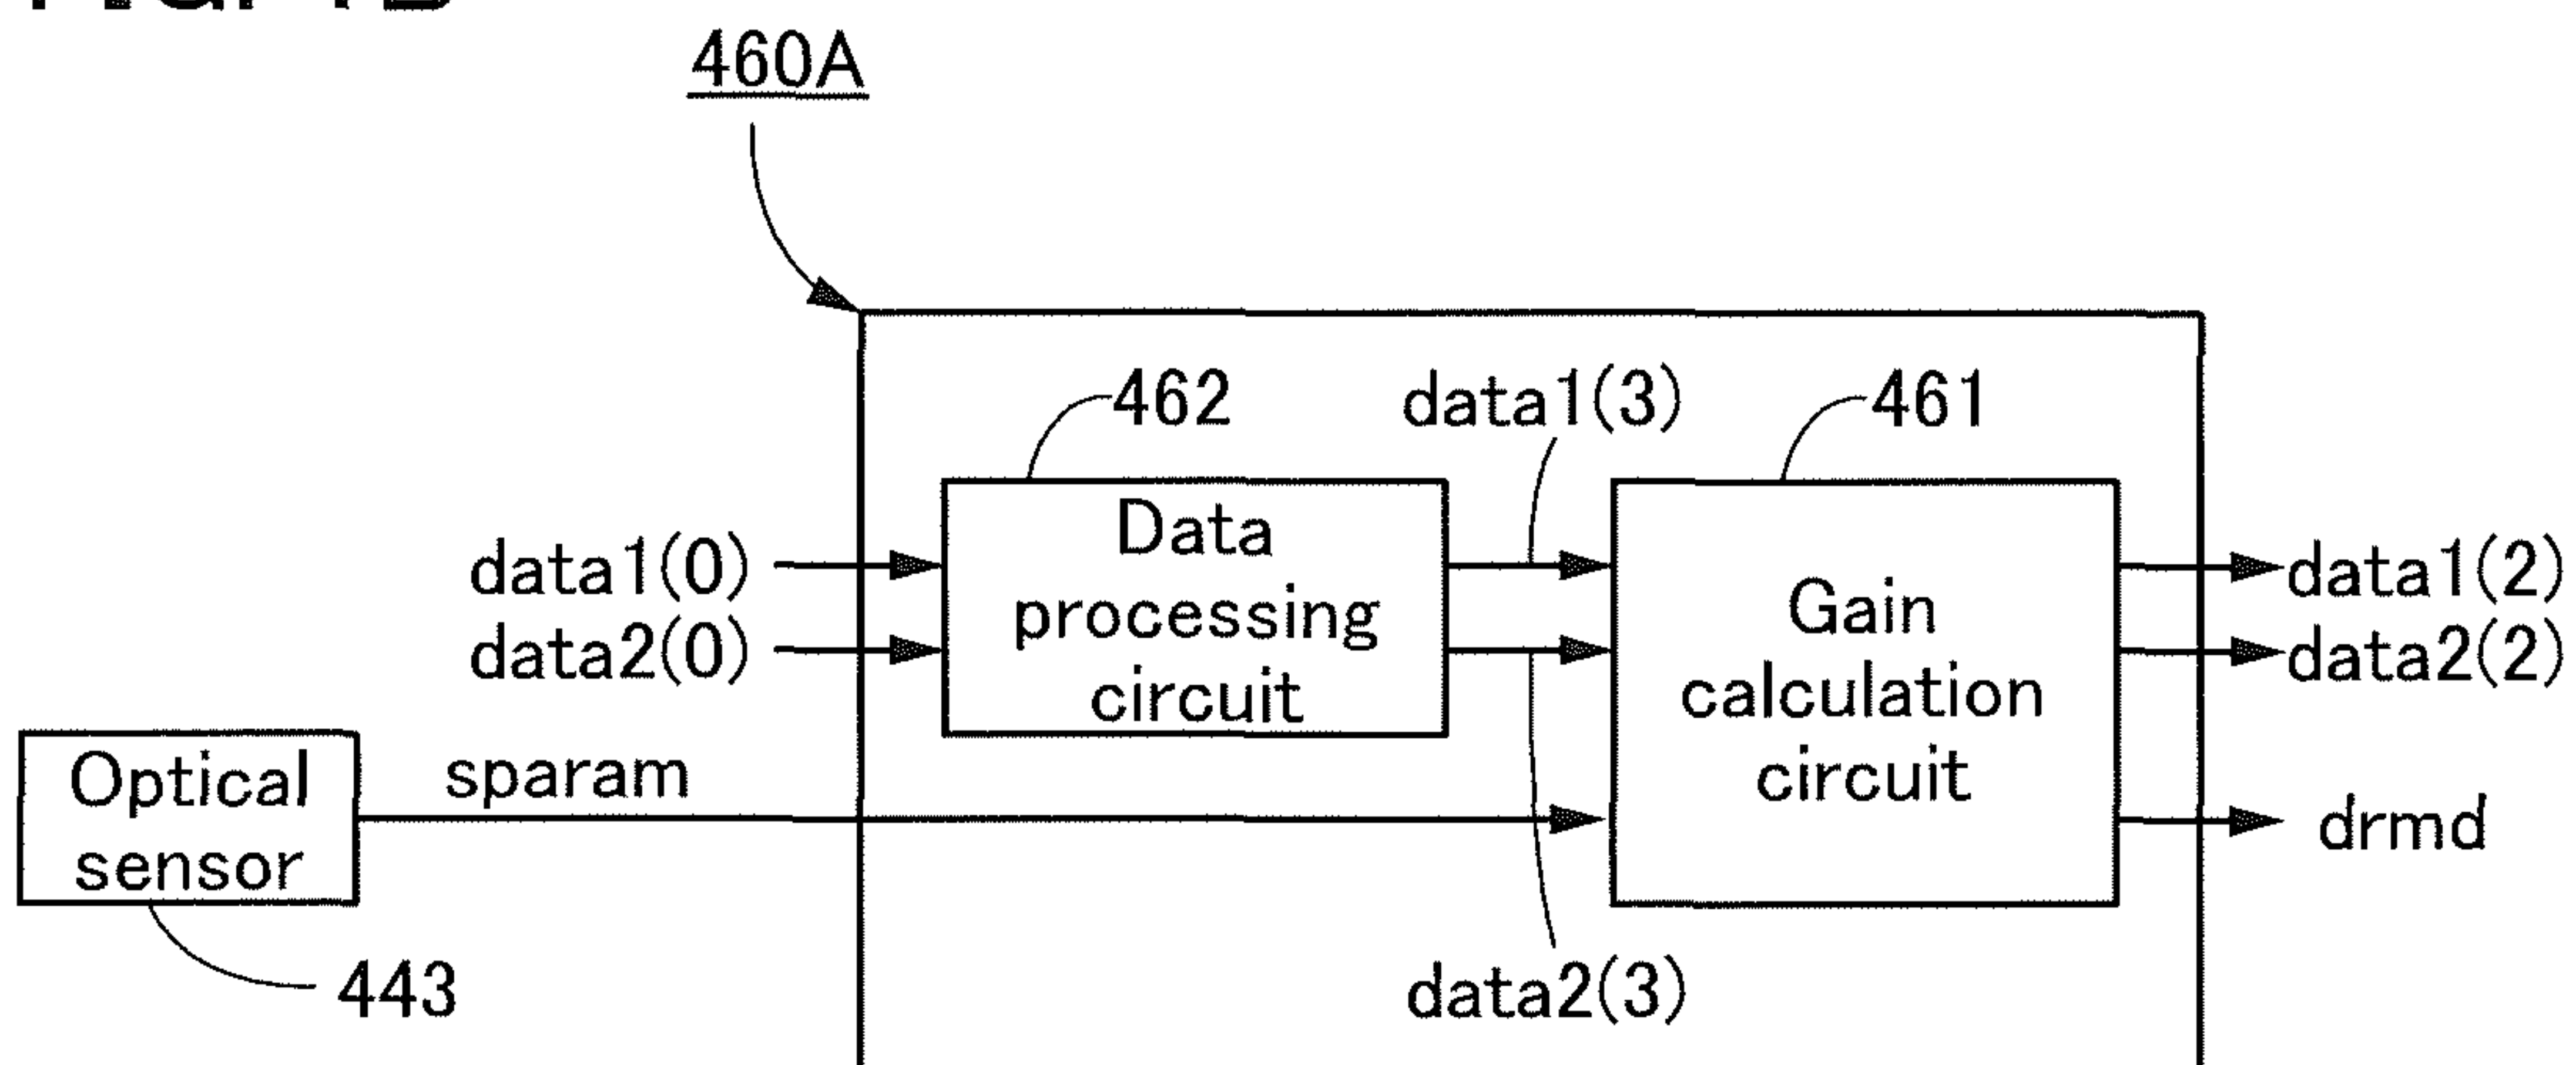 460A
462
data1(3)
461
data1(0)
data2(0)
Data
processing
circuit
Gain
calculation
circuit
data1(2)
data2(2)
drmd
Optical
sensor
sparam
443
data2(3)